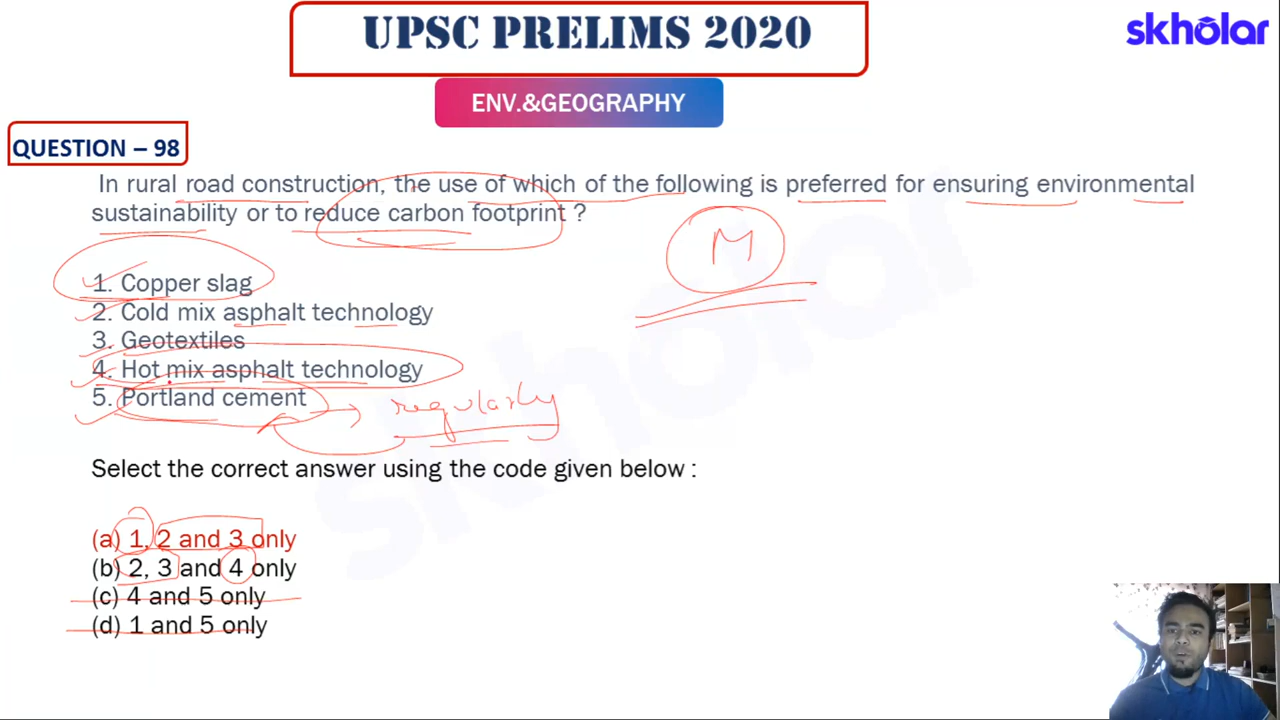 UPSC PRELIMS 2020
skholar
ENV.&GEOGRAPHY
QUESTION – 98
In rural road construction, the use of which of the following is preferred for ensuring environmental
sustainability or to reduce carbon footprint ?
M
1. Copper slag
2. Cold mix asphalt technology
3. Geotextiles
4. Hot mix asphalt technology
5. Portland cement
regularly
Select the correct answer using the code given below :
(a) 1, 2 and 3 only
(b) 2, 3 and 4 only
(c) 4 and 5 only
(d) 1 and 5 only
skholar